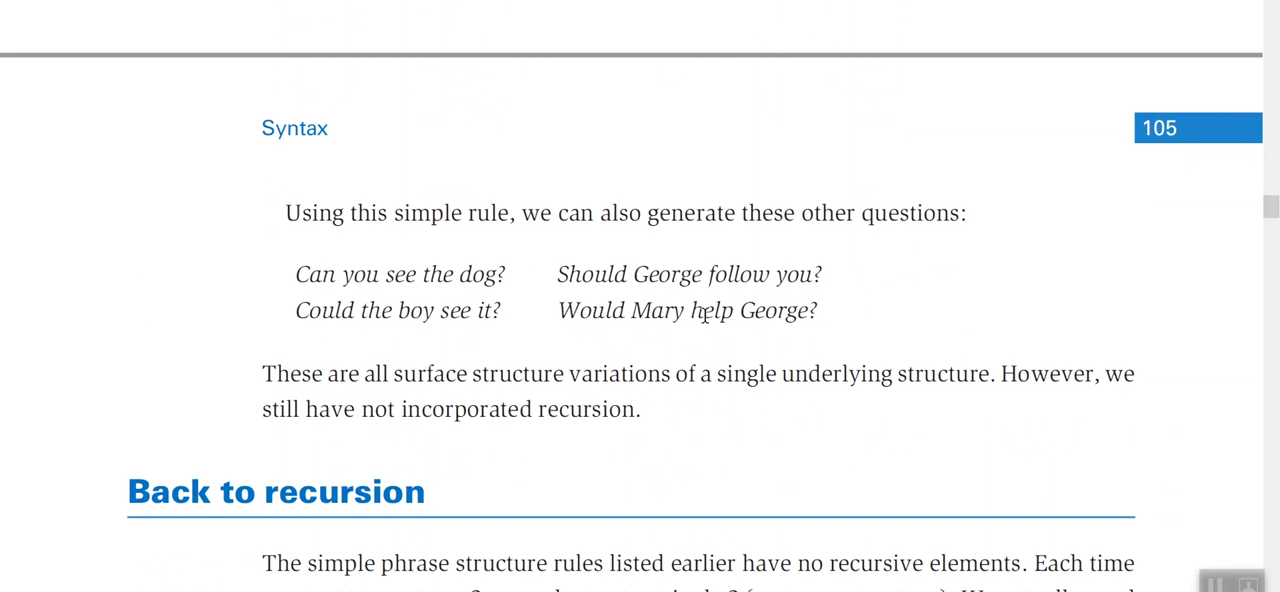 Syntax 105
Using this simple rule, we can also generate these other questions:
Can you see the dog? Should George follow you?
Could the boy see it? Would Mary help George?
These are all surface structure variations of a single underlying structure. However, we
still have not incorporated recursion.
Back to recursion
The simple phrase structure rules listed earlier have no recursive elements. Each time